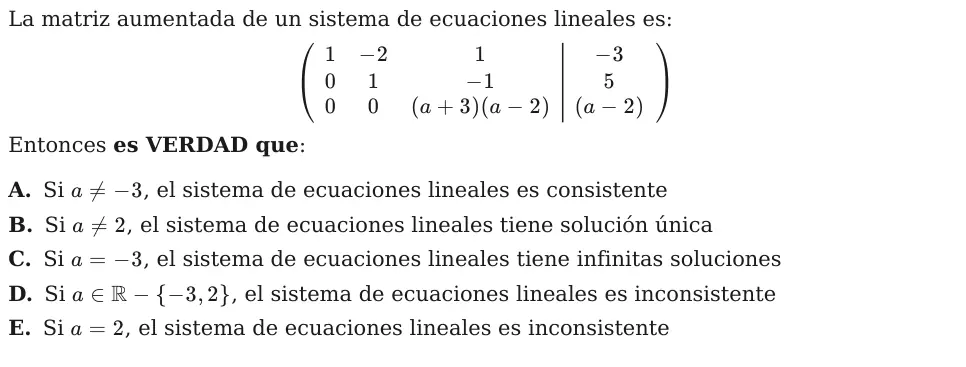 La matriz aumentada de un sistema de ecuaciones lineales es:
1 −2 1 −3
0 1 −1 5
0 0 (a + 3)(a − 2) (a − 2)
Entonces es VERDAD que:
A. Si a ≠ −3, el sistema de ecuaciones lineales es consistente
B. Si a ≠ 2, el sistema de ecuaciones lineales tiene solución única
C. Si a = −3, el sistema de ecuaciones lineales tiene infinitas soluciones
D. Si a ∈ ℝ − {−3, 2}, el sistema de ecuaciones lineales es inconsistente
E. Si a = 2, el sistema de ecuaciones lineales es inconsistente